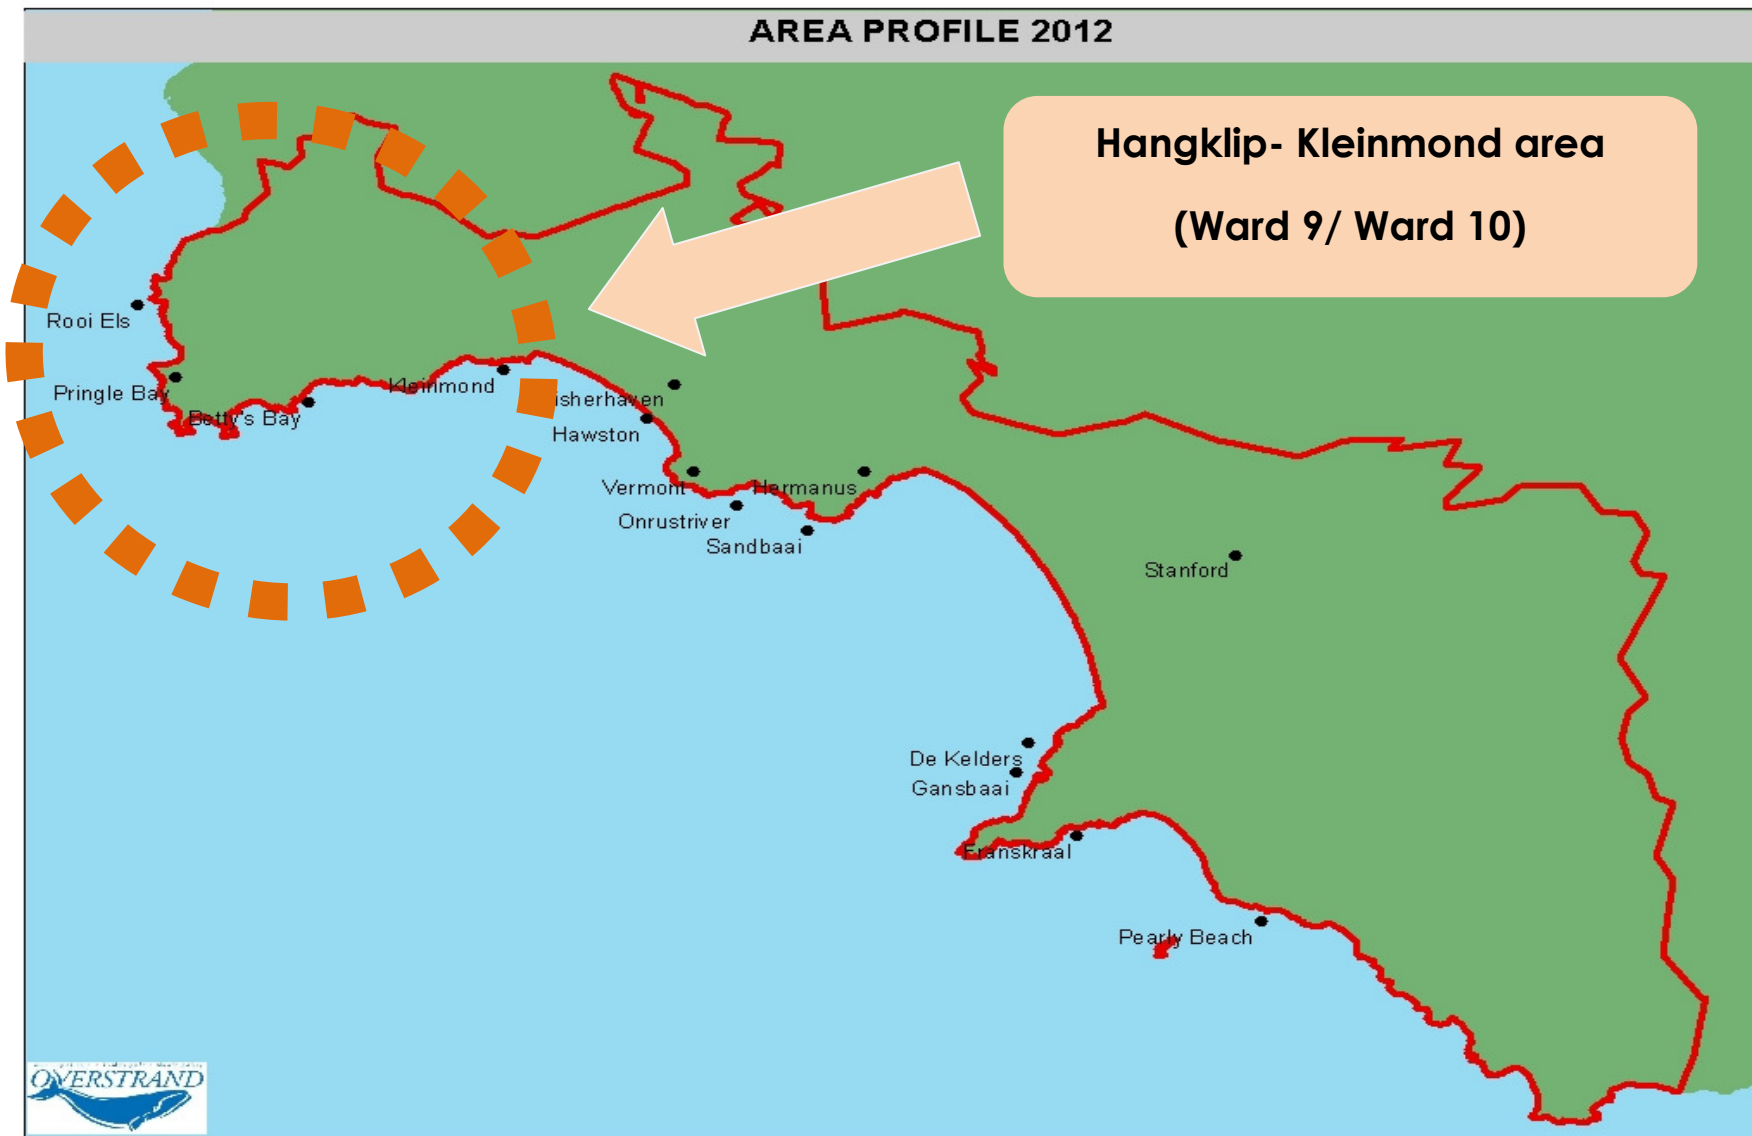 AREA PROFILE 2012
Hangklip- Kleinmond area
(Ward 9/ Ward 10)
Rooi Els
Pringle Bay
Betty's Bay
Kleinmond
isherhaven
Hawston
Vermont
Hermanus
Onrustriver
Sandbaai
Stanford
De Kelders
Gansbaai
Franskraal
Pearly Beach
OVERSTRAND